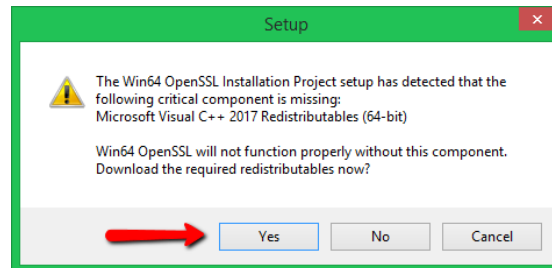 Setup
The Win64 OpenSSL Installation Project setup has detected that the
following critical component is missing:
Microsoft Visual C++ 2017 Redistributables (64-bit)
Win64 OpenSSL will not function properly without this component.
Download the required redistributables now?
Yes No Cancel